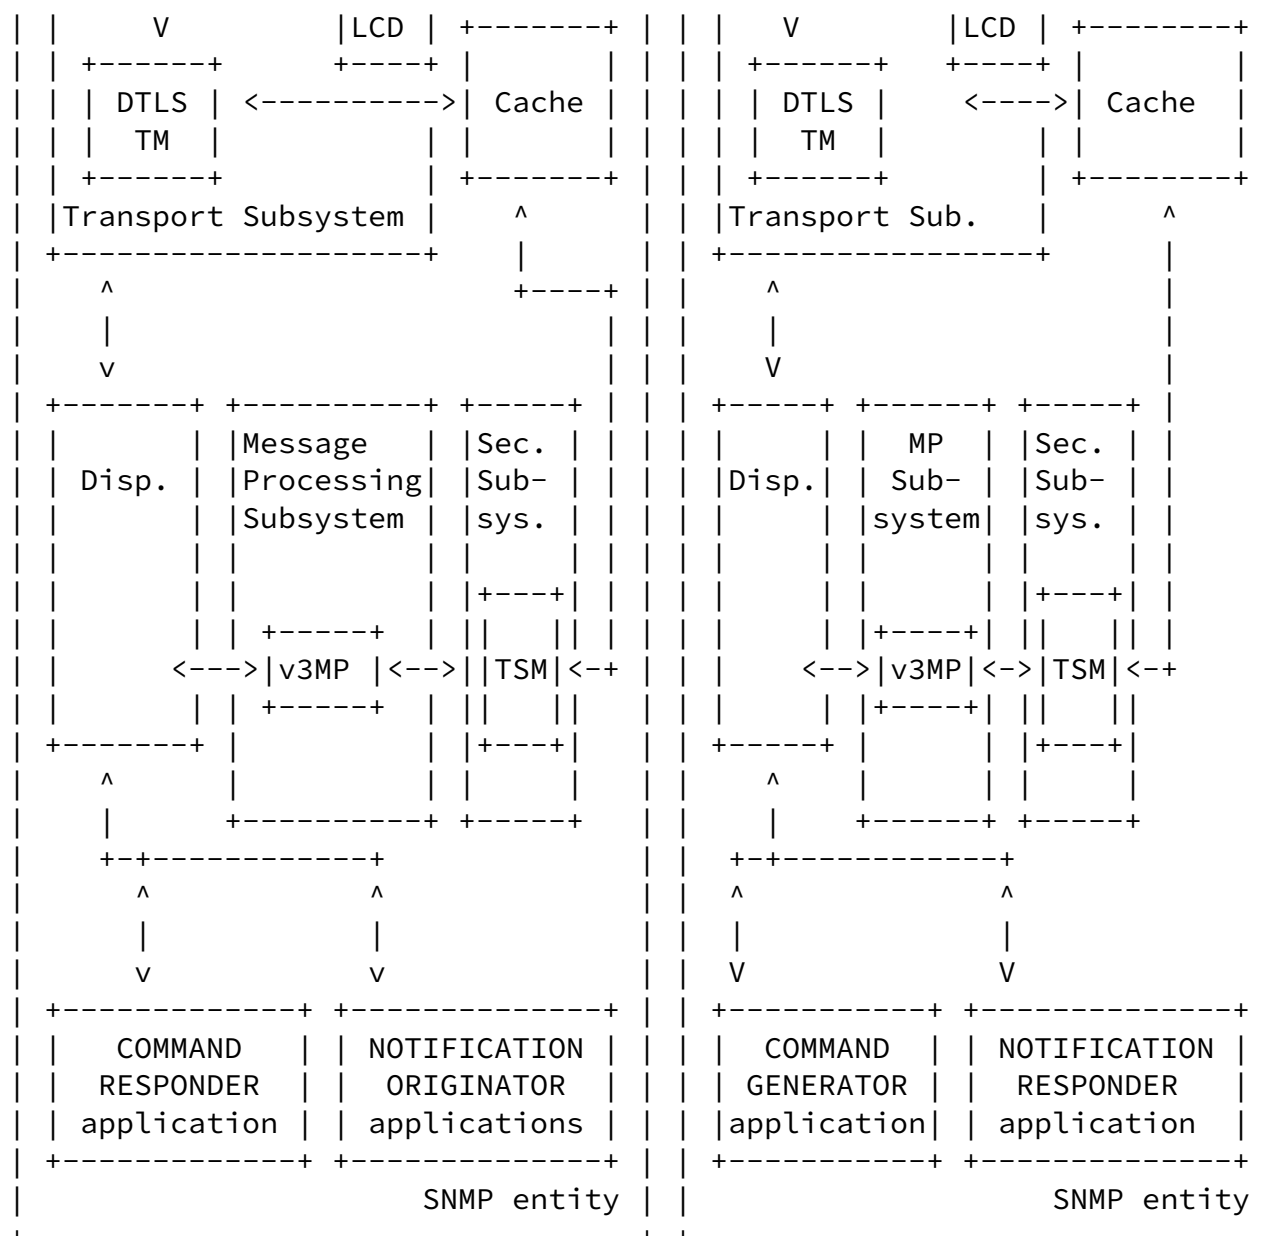 | |     V         |LCD | +-------+ | | |   V        |LCD | +--------+
| | +------+      +----+ |       | | | | +------+   +----+ |        |
| | | DTLS | <---------->| Cache | | | | | DTLS |    <---->| Cache  |
| | |  TM  |           | |       | | | | |  TM  |        | |        |
| | +------+           | +-------+ | | | +------+        | +--------+
| |Transport Subsystem |    ^      | | |Transport Sub.   |      ^
| +--------------------+    |      | | +-----------------+      |
|    ^                      +----+ | |    ^                     |
|    |                           | | |    |                     |
|    v                           | | |    V                     |
| +-------+ +----------+ +-----+ | | | +-----+ +------+ +-----+ |
| |       | |Message   | |Sec. | | | | |     | |  MP  | |Sec. | |
| | Disp. | |Processing| |Sub- | | | | |Disp.| | Sub- | |Sub- | |
| |       | |Subsystem | |sys. | | | | |     | |system| |sys. | |
| |       | |          | |     | | | | |     | |      | |     | |
| |       | |          | |+---+| | | | |     | |      | |+---+| |
| |       | | +-----+  | ||   || | | | |     | |+----+| ||   || |
| |      <--->|v3MP |<-->||TSM|<-+ | | |    <-->|v3MP|<->|TSM|<-+
| |       | | +-----+  | ||   ||   | | |     | |+----+| ||   ||
| +-------+ |          | |+---+|   | | +-----+ |      | |+---+|
|    ^      |          | |     |   | |    ^    |      | |     |
|    |      +----------+ +-----+   | |    |    +------+ +-----+
|    +-+------------+              | |  +-+------------+
|      ^            ^              | |  ^              ^
|      |            |              | |  |              |
|      v            v              | |  V              V
| +--------------+ +--------------+ | | +-----------+ +--------------+
| |   COMMAND   | | NOTIFICATION | | | |  COMMAND  | | NOTIFICATION |
| |  RESPONDER  | |  ORIGINATOR  | | | | GENERATOR | |  RESPONDER   |
| | application | | applications | | | |application| | application  |
| +-------------+ +--------------+ | | +-----------+ +--------------+
|                      SNMP entity | |                    SNMP entity